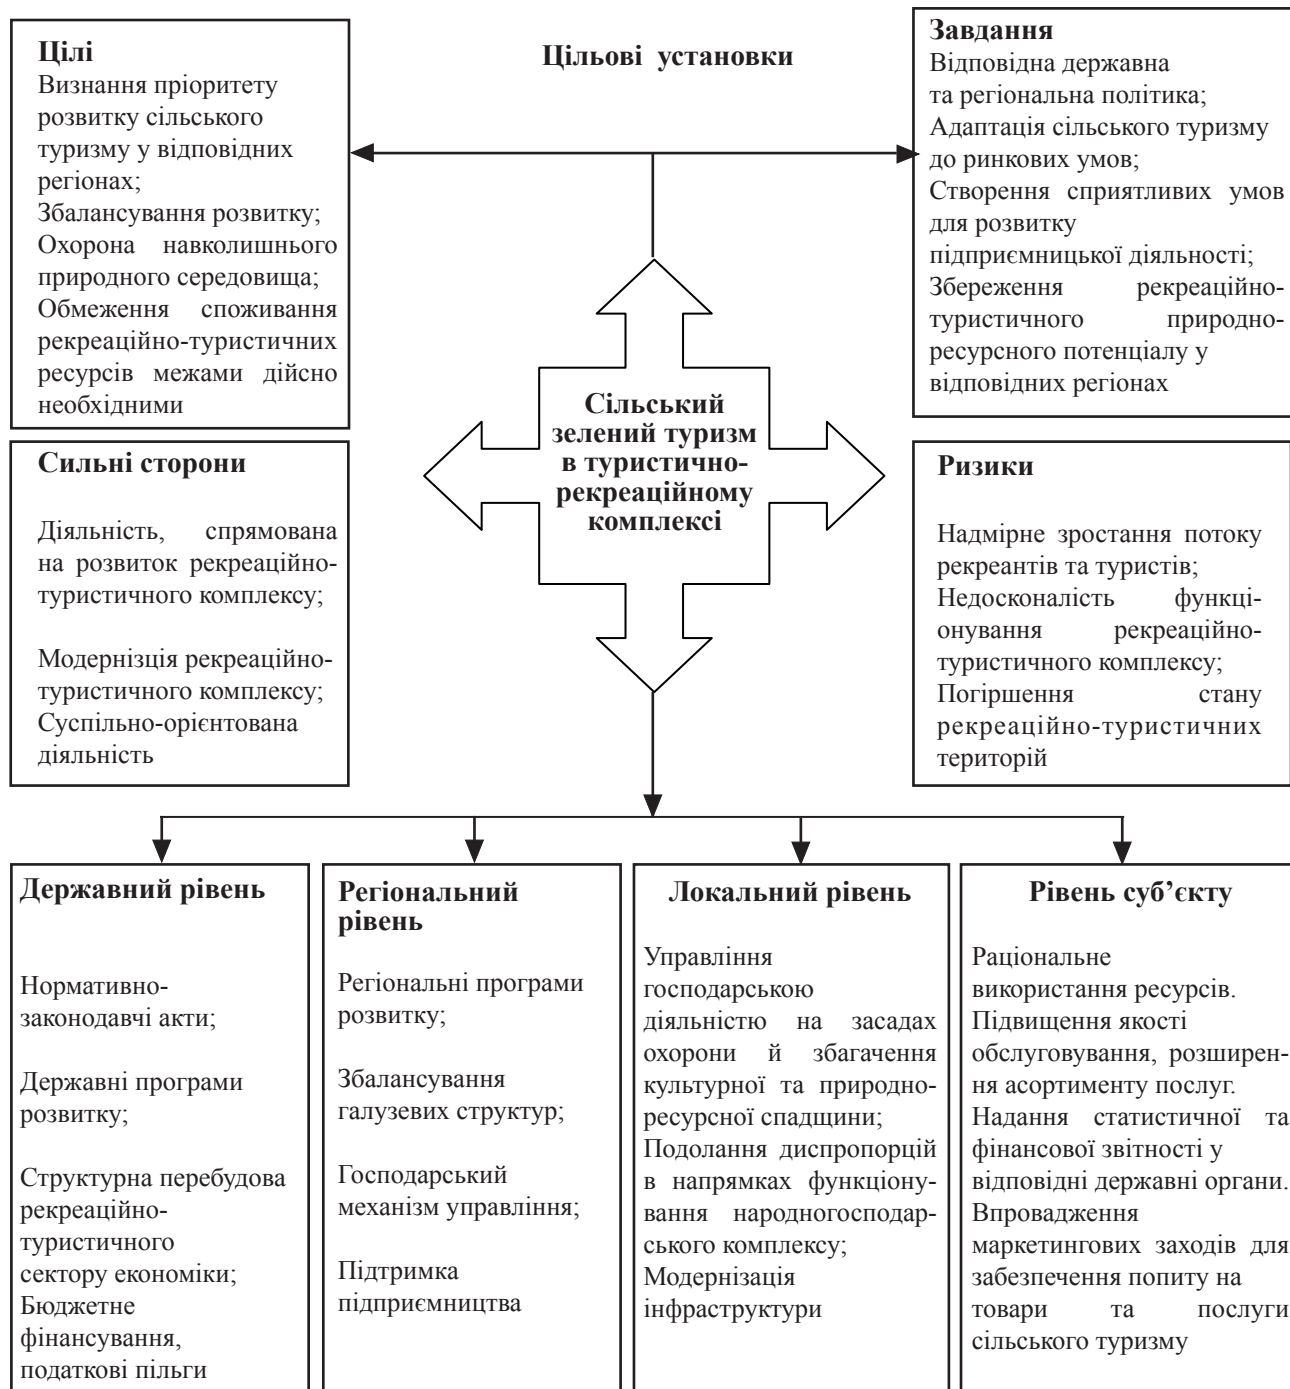 Цілі
Визнання пріоритету
розвитку сільського
туризму у відповідних
регіонах;
Збалансування розвитку;
Охорона навколишнього
природного середовища;
Обмеження споживання
рекреаційно-туристичних
ресурсів межами дійсно
необхідними
Цільові установки
Завдання
Відповідна державна
та регіональна політика;
Адаптація сільського туризму
до ринкових умов;
Створення сприятливих умов
для розвитку
підприємницької діяльності;
Збереження рекреаційно-
туристичного природно-
ресурсного потенціалу у
відповідних регіонах
Сільський
зелений туризм
в туристично-
рекреаційному
комплексі
Сильні сторони
Діяльність, спрямована
на розвиток рекреаційно-
туристичного комплексу;
Модернізція рекреаційно-
туристичного комплексу;
Суспільно-орієнтована
діяльність
Ризики
Надмірне зростання потоку
рекреантів та туристів;
Недосконалість функці-
онування рекреаційно-
туристичного комплексу;
Погіршення стану
рекреаційно-туристичних
територій
Державний рівень
Нормативно-
законодавчі акти;
Державні програми
розвитку;
Структурна перебудова
рекреаційно-
туристичного
сектору економіки;
Бюджетне
фінансування,
податкові пільги
Регіональний
рівень
Регіональні програми
розвитку;
Збалансування
галузевих структур;
Господарський
механізм управління;
Підтримка
підприємництва
Локальний рівень
Управління
господарською
діяльністю на засадах
охорони й збагачення
культурної та природно-
ресурсної спадщини;
Подолання диспропорцій
в напрямках функціону-
вання народногосподар-
ського комплексу;
Модернізація
інфраструктури
Рівень суб’єкту
Раціональне
використання ресурсів.
Підвищення якості
обслуговування, розширен-
ня асортименту послуг.
Надання статистичної та
фінансової звітності у
відповідні державні органи.
Впровадження
маркетингових заходів для
забезпечення попиту на
товари та послуги
сільського туризму